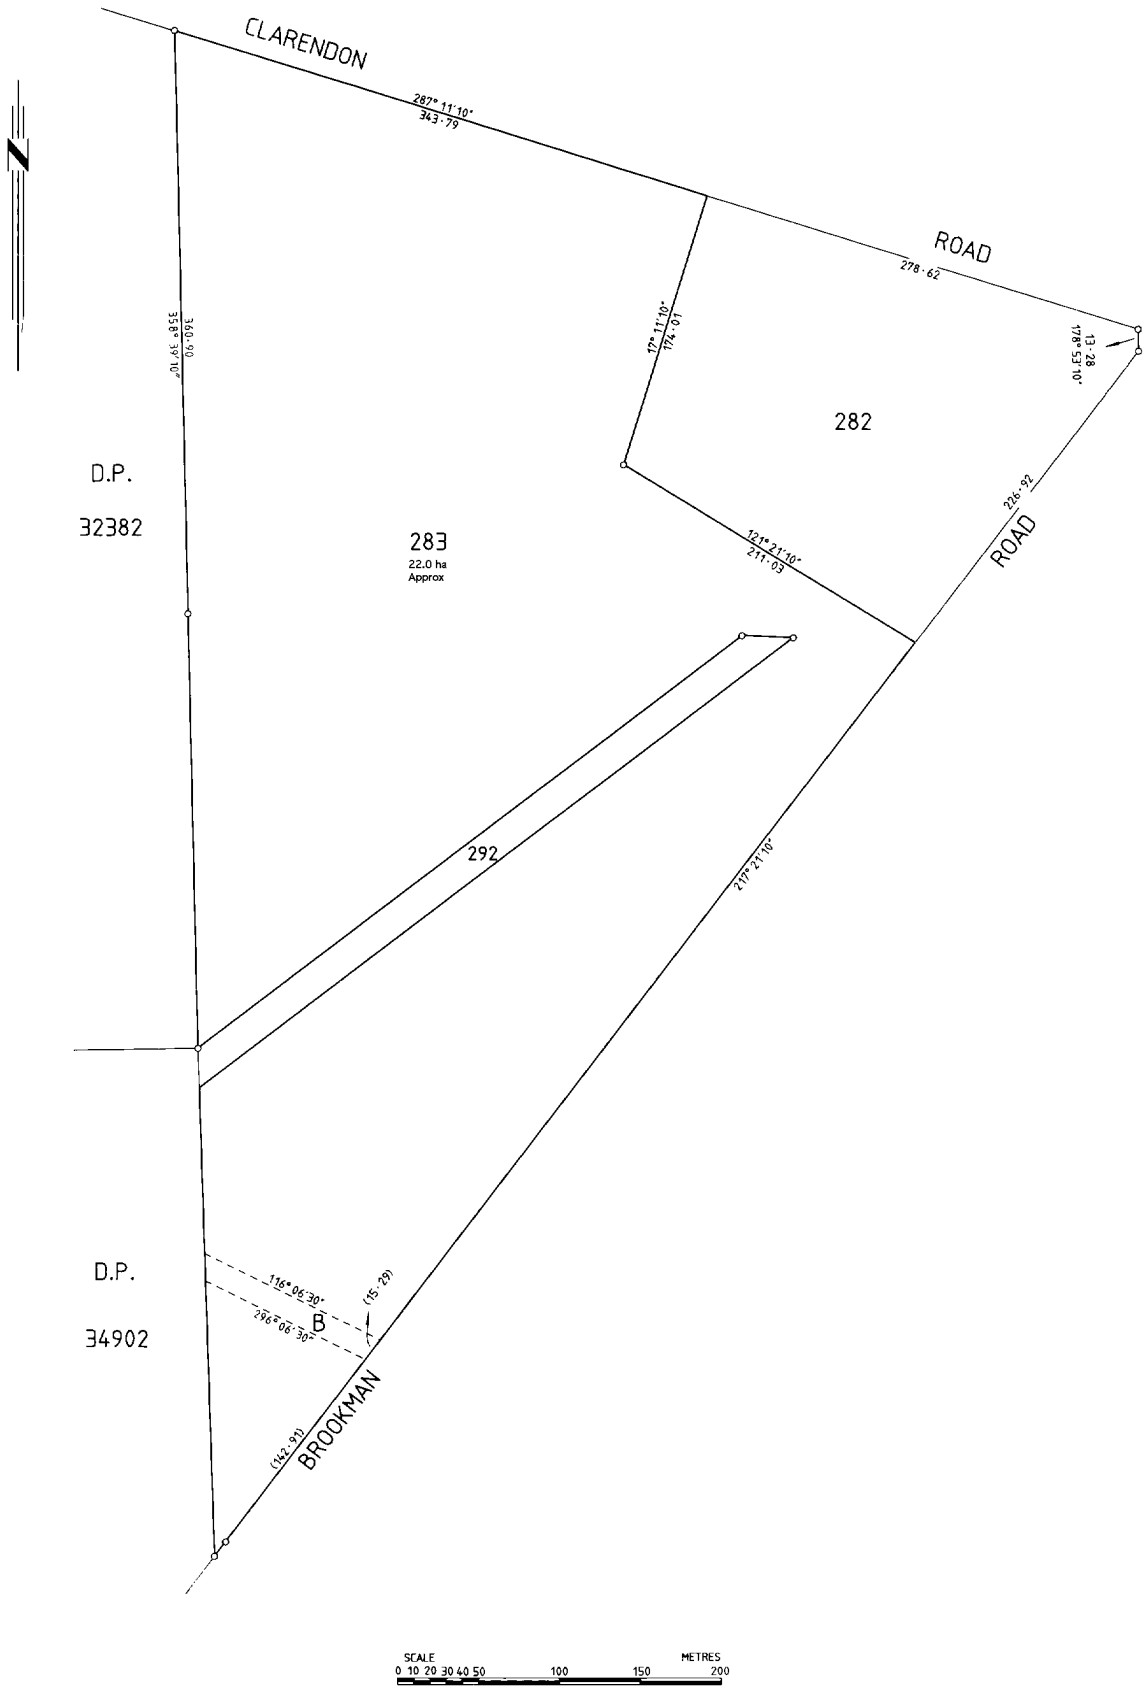 CLARENDON
287° 11'10"
343·79
N
ROAD
278·62
13·28
178° 53'10"
360·90
358° 39'10"
17° 11'10"
174·01
282
D.P.
32382
283
22.0 ha
Approx
226·92
ROAD
121° 21'10"
211·03
292
217° 21'10"
D.P.
34902
116° 06'30"
296° 06'30"
B
(15·29)
(142·91)
BROOKMAN
SCALE METRES
0 10 20 30 40 50 100 150 200